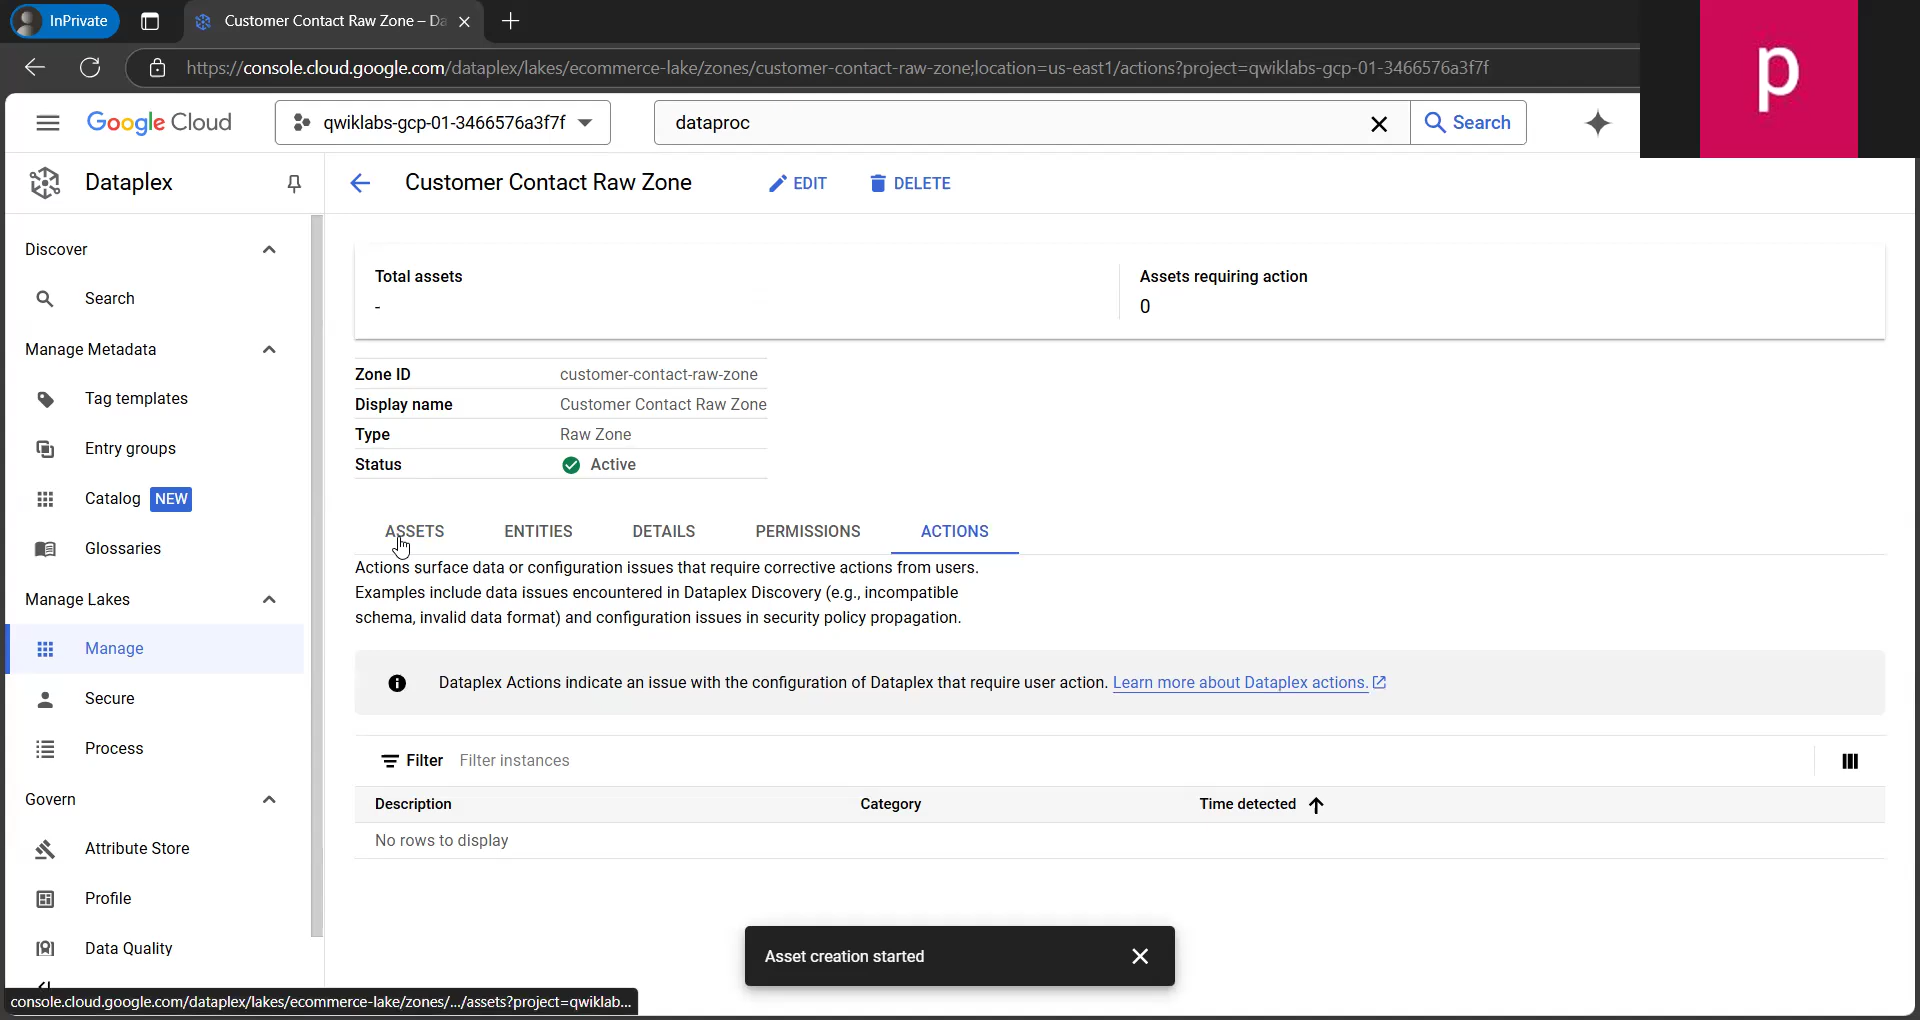 InPrivate
Customer Contact Raw Zone – Da
https://console.cloud.google.com/dataplex/lakes/ecommerce-lake/zones/customer-contact-raw-zone;location=us-east1/actions?project=qwiklabs-gcp-01-3466576a3f7f
p
Google Cloud
qwiklabs-gcp-01-3466576a3f7f
dataproc
Search
Dataplex
Customer Contact Raw Zone
EDIT
DELETE
Discover
Search
Manage Metadata
Tag templates
Entry groups
Catalog NEW
Glossaries
Manage Lakes
Manage
Secure
Process
Govern
Attribute Store
Profile
Data Quality
Total assets
-
Assets requiring action
0
Zone ID customer-contact-raw-zone
Display name Customer Contact Raw Zone
Type Raw Zone
Status Active
ASSETS ENTITIES DETAILS PERMISSIONS ACTIONS
Actions surface data or configuration issues that require corrective actions from users.
Examples include data issues encountered in Dataplex Discovery (e.g., incompatible
schema, invalid data format) and configuration issues in security policy propagation.
Dataplex Actions indicate an issue with the configuration of Dataplex that require user action. Learn more about Dataplex actions.
Filter Filter instances
Description Category Time detected
No rows to display
Asset creation started
console.cloud.google.com/dataplex/lakes/ecommerce-lake/zones/.../assets?project=qwiklab...